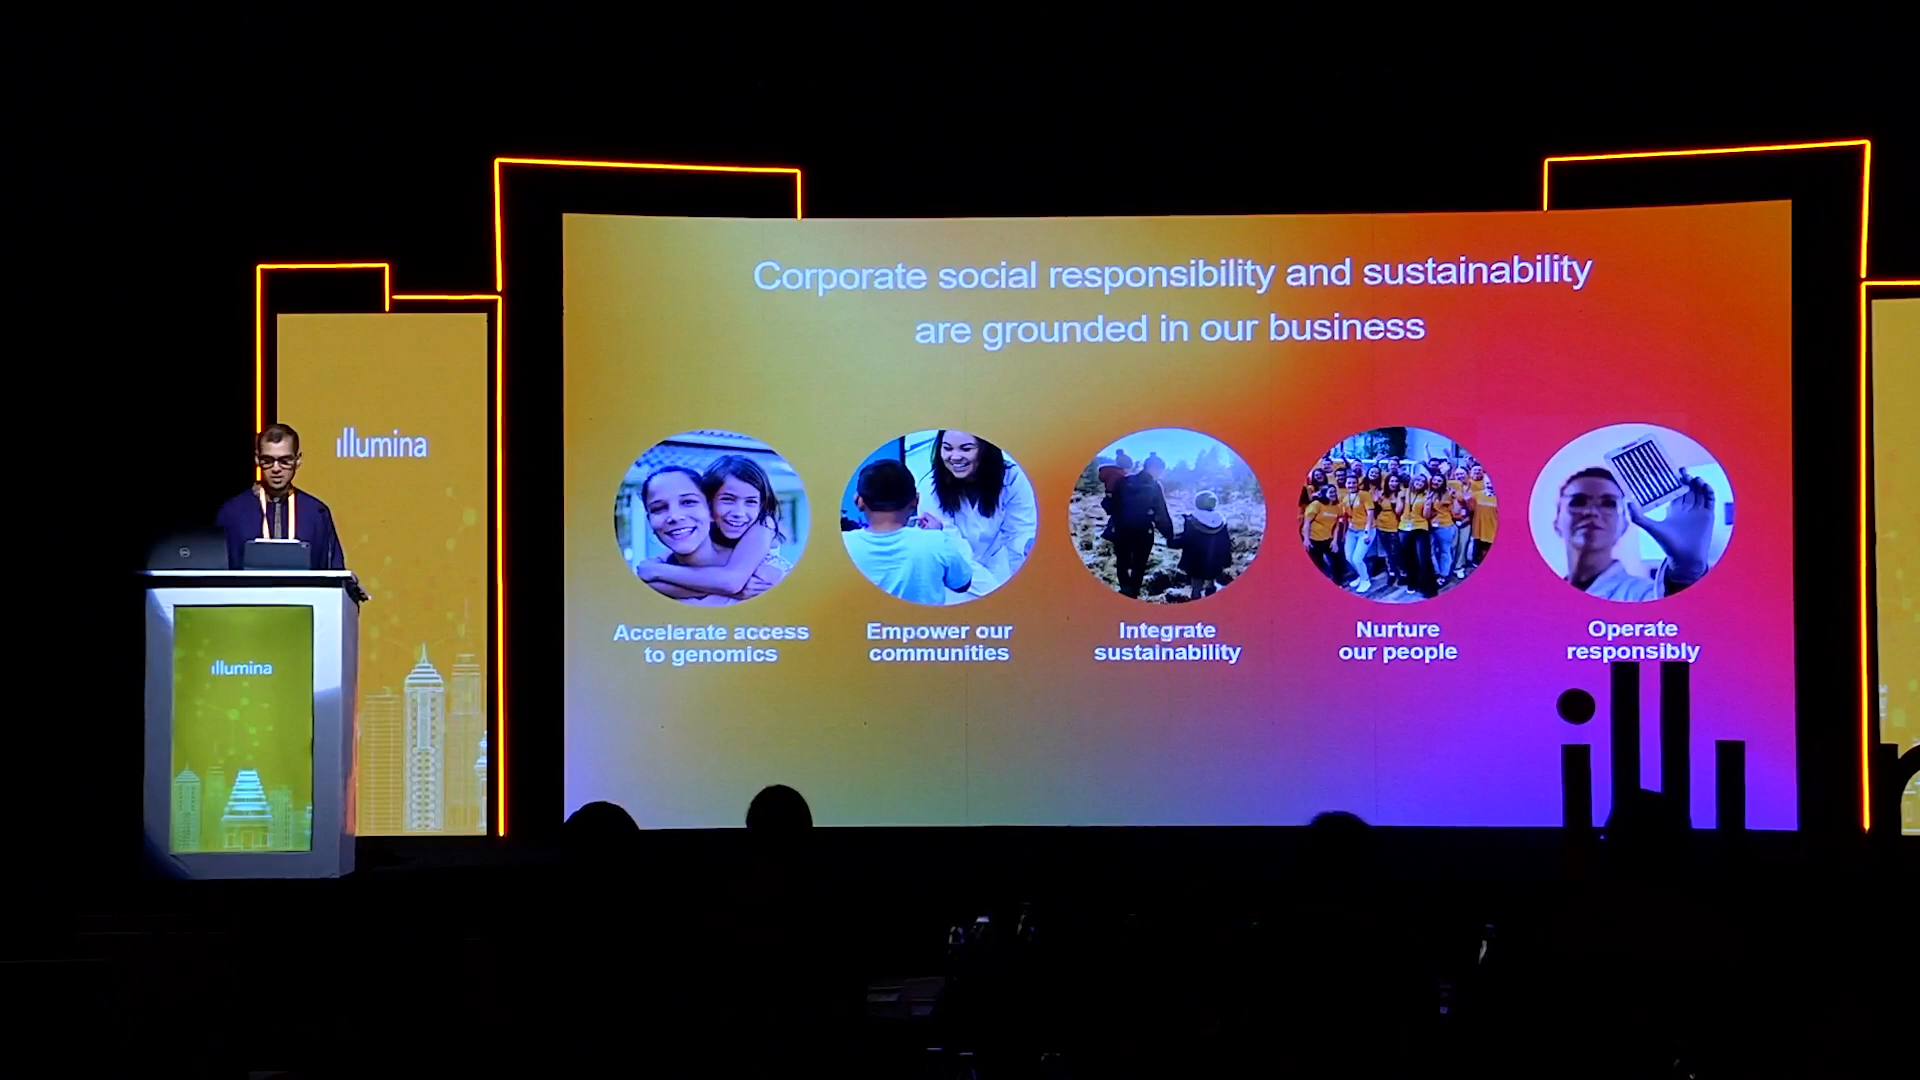 Corporate social responsibility and sustainability
are grounded in our business
illumina
Accelerate access
to genomics
Empower our
communities
Integrate
sustainability
Nurture
our people
Operate
responsibly
illumina
DELL